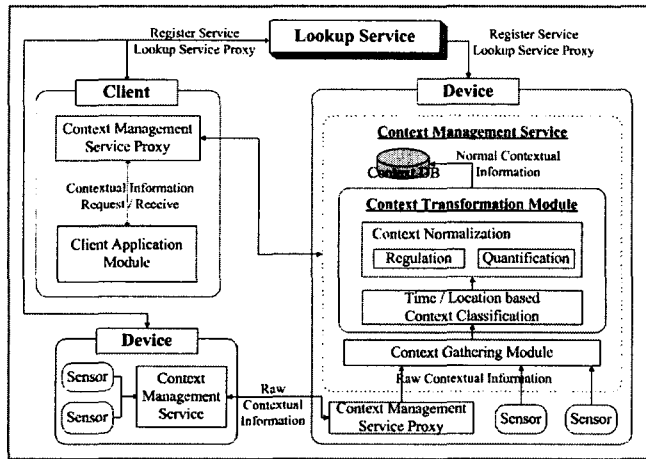 Register Service
Lookup Service Proxy
Lookup Service
Register Service
Lookup Service Proxy
Client
Context Management
Service Proxy
Contextual Information
Request / Receive
Client Application
Module
Device
Context Management Service
Context DB
Normal Contextual
Information
Context Transformation Module
Context Normalization
Regulation
Quantification
Time / Location based
Context Classification
Context Gathering Module
Raw Contextual Information
Context Management
Service Proxy
Sensor
Sensor
Device
Sensor
Sensor
Context
Management
Service
Raw
Contextual
Information